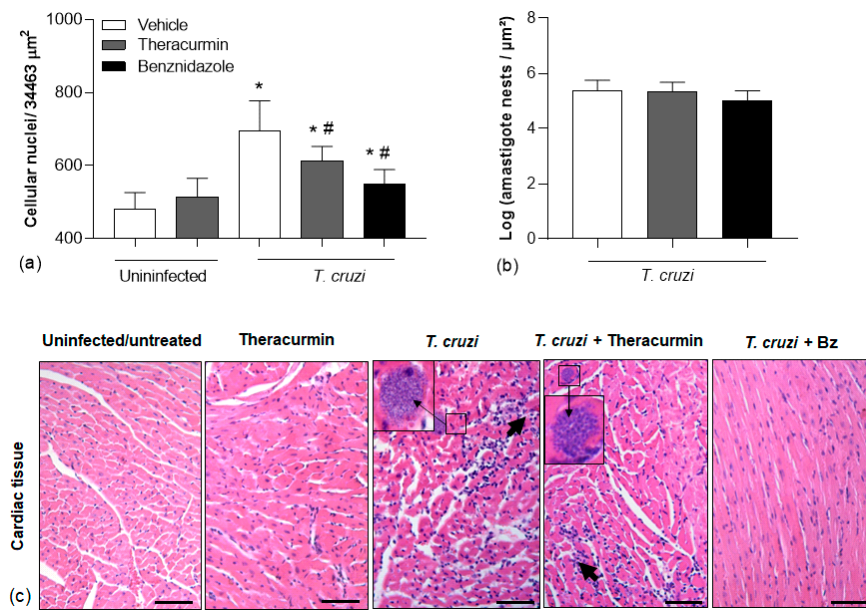 1000
800
600
400
Cellular nuclei/ 34463 µm²
Vehicle
Theracurmin
Benznidazole
*
* #
* #
Unininfected
T. cruzi
(a)
8
6
4
2
0
Log (amastigote nests / µm²)
T. cruzi
(b)
Uninfected/untreated
Theracurmin
T. cruzi
T. cruzi + Theracurmin
T. cruzi + Bz
Cardiac tissue
(c)